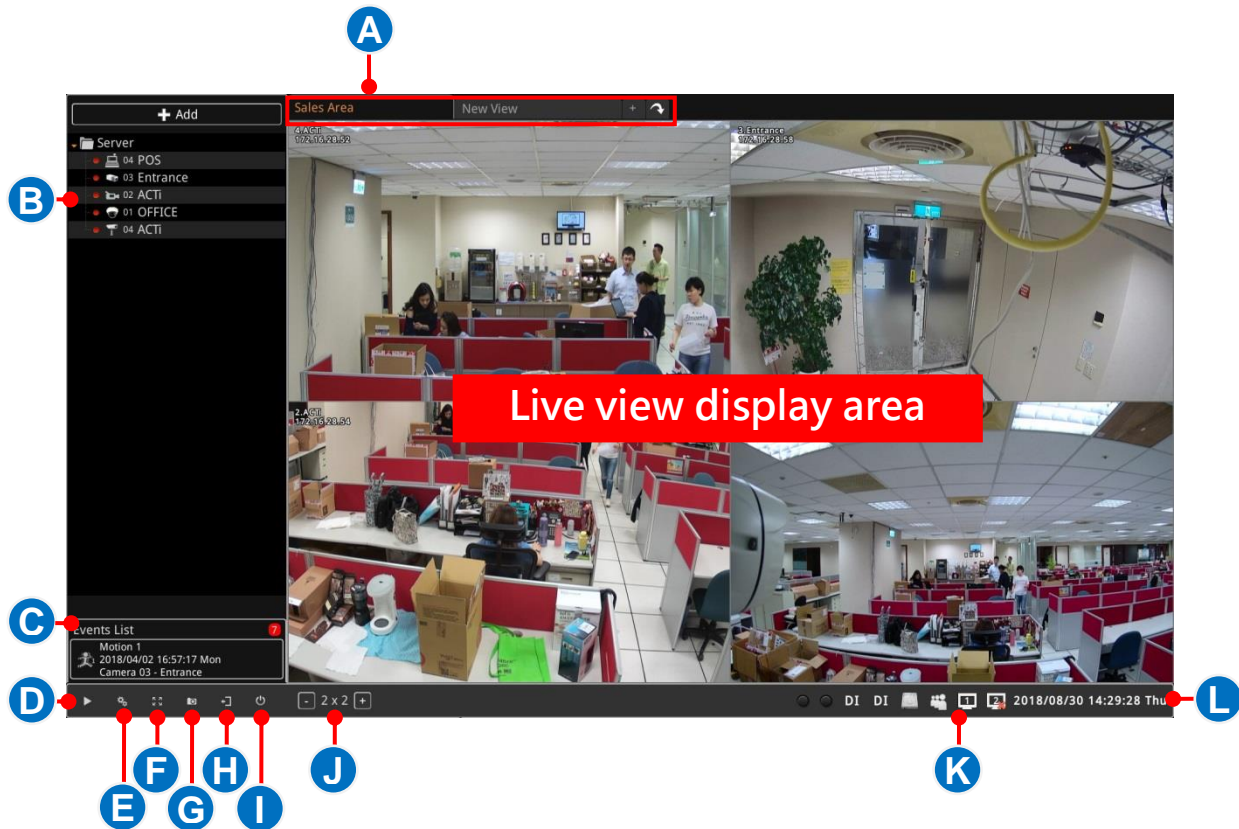 A
Add
Sales Area
New View
+
4.ACTi
172.16.28.52
3.Entrance
172.16.28.58
Server
04 POS
03 Entrance
B
02 ACTi
01 OFFICE
04 ACTi
Live view display area
2.ACTi
172.16.28.54
C
Events List
7
Motion 1
2018/04/02 16:57:17 Mon
Camera 03 - Entrance
D
- 2 x 2 +
DI DI
1
2
2018/08/30 14:29:28 Thu
L
E
F
G
H
I
J
K